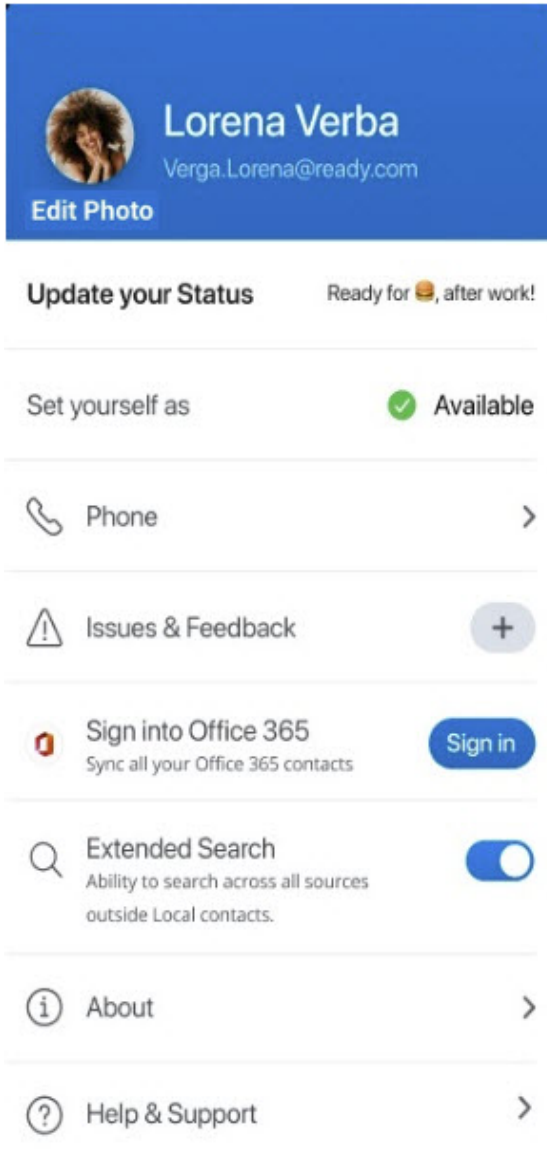 Lorena Verba
Verga.Lorena@ready.com
Edit Photo
Update your Status
Ready for 🍔, after work!
Set yourself as
Available
Phone
Issues & Feedback
Sign into Office 365
Sync all your Office 365 contacts
Sign in
Extended Search
Ability to search across all sources
outside Local contacts.
About
Help & Support